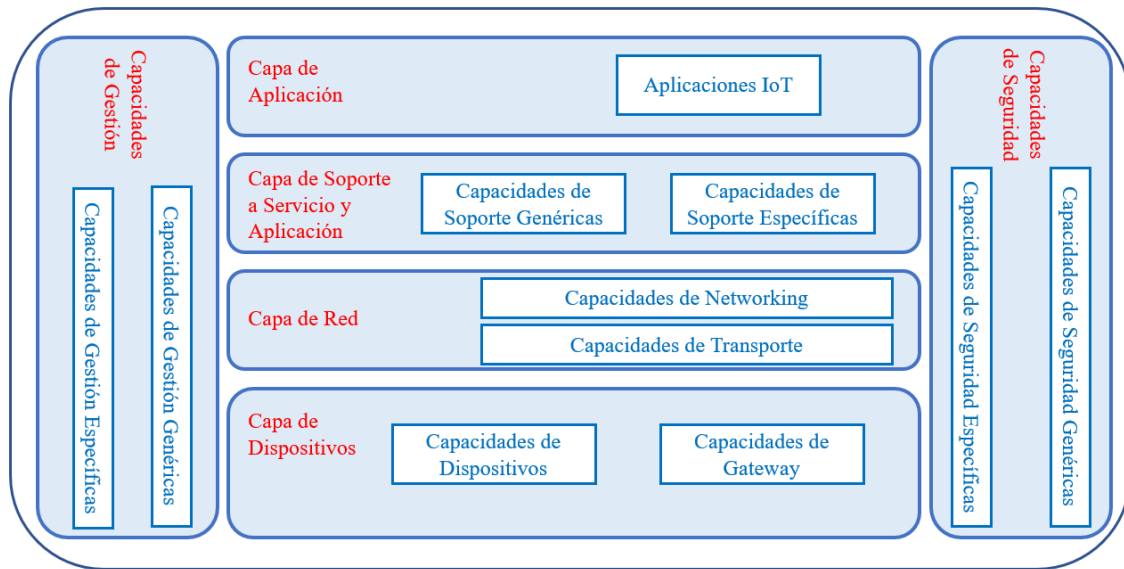 Capacidades
de Gestión
Capacidades de Gestión Específicas
Capacidades de Gestión Genéricas
Capa de
Aplicación
Aplicaciones IoT
Capa de Soporte
a Servicio y
Aplicación
Capacidades de
Soporte Genéricas
Capacidades de
Soporte Específicas
Capa de Red
Capacidades de Networking
Capacidades de Transporte
Capa de
Dispositivos
Capacidades de
Dispositivos
Capacidades de
Gateway
Capacidades
de Seguridad
Capacidades de Seguridad Específicas
Capacidades de Seguridad Genéricas